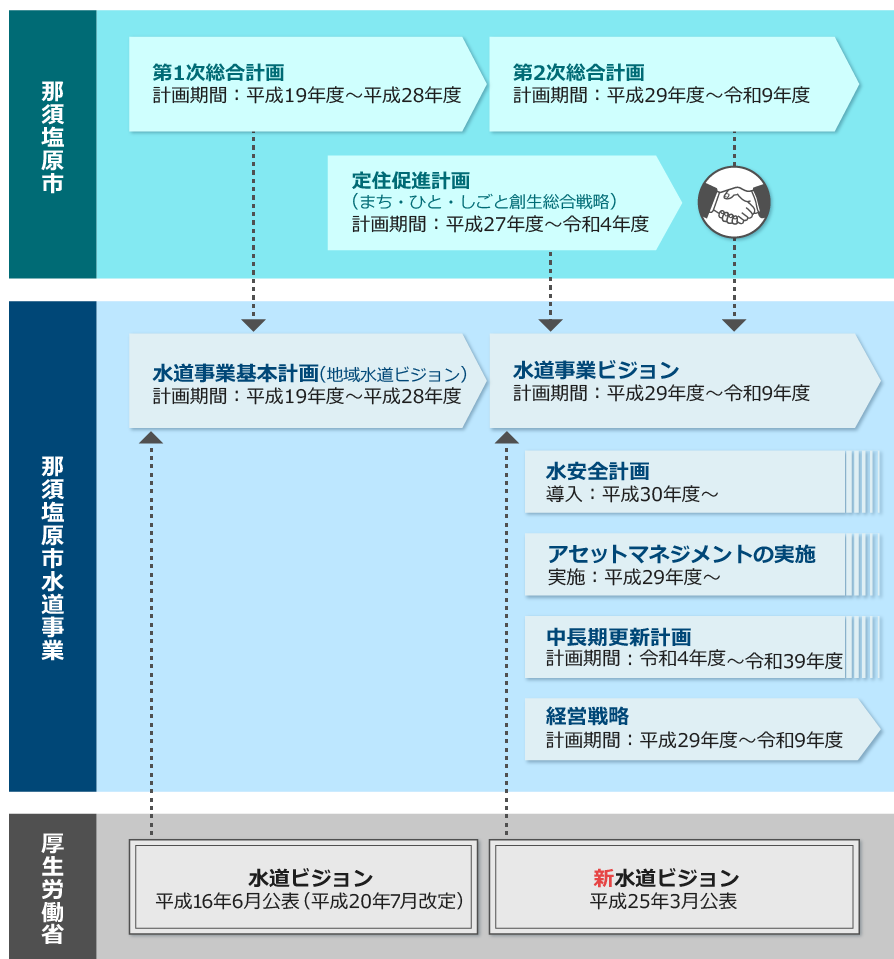 那須塩原市
第1次総合計画
計画期間：平成19年度～平成28年度
第2次総合計画
計画期間：平成29年度～令和9年度
定住促進計画
（まち・ひと・しごと創生総合戦略）
計画期間：平成27年度～令和4年度
那須塩原市水道事業
水道事業基本計画（地域水道ビジョン）
計画期間：平成19年度～平成28年度
水道事業ビジョン
計画期間：平成29年度～令和9年度
水安全計画
導入：平成30年度～
アセットマネジメントの実施
実施：平成29年度～
中長期更新計画
計画期間：令和4年度～令和39年度
経営戦略
計画期間：平成29年度～令和9年度
厚生労働省
水道ビジョン
平成16年6月公表（平成20年7月改定）
新水道ビジョン
平成25年3月公表